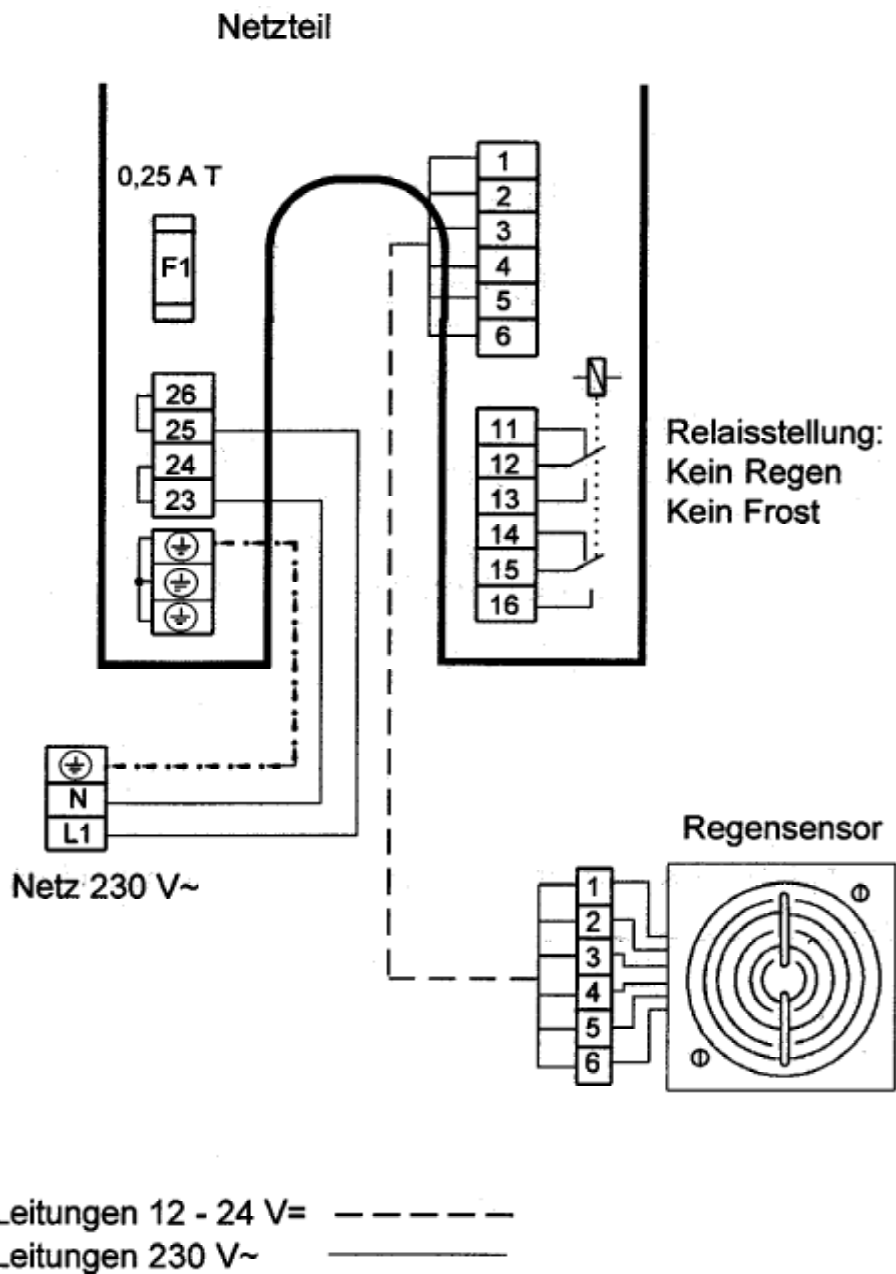 Netzteil
0,25 A T
F1
1
2
3
4
5
6
26
25
24
23
11
12
13
14
15
16
Relaisstellung:
Kein Regen
Kein Frost
N
L1
Netz 230 V~
Regensensor
1
2
3
4
5
6
Leitungen 12 - 24 V=
Leitungen 230 V~